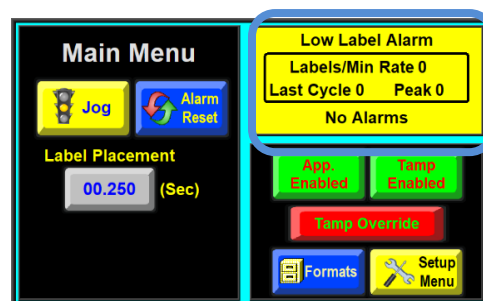 Main Menu
Jog
Alarm
Reset
Label Placement
00.250 (Sec)
Low Label Alarm
Labels/Min Rate 0
Last Cycle 0 Peak 0
No Alarms
App.
Enabled
Tamp
Enabled
Tamp Override
Formats
Setup
Menu